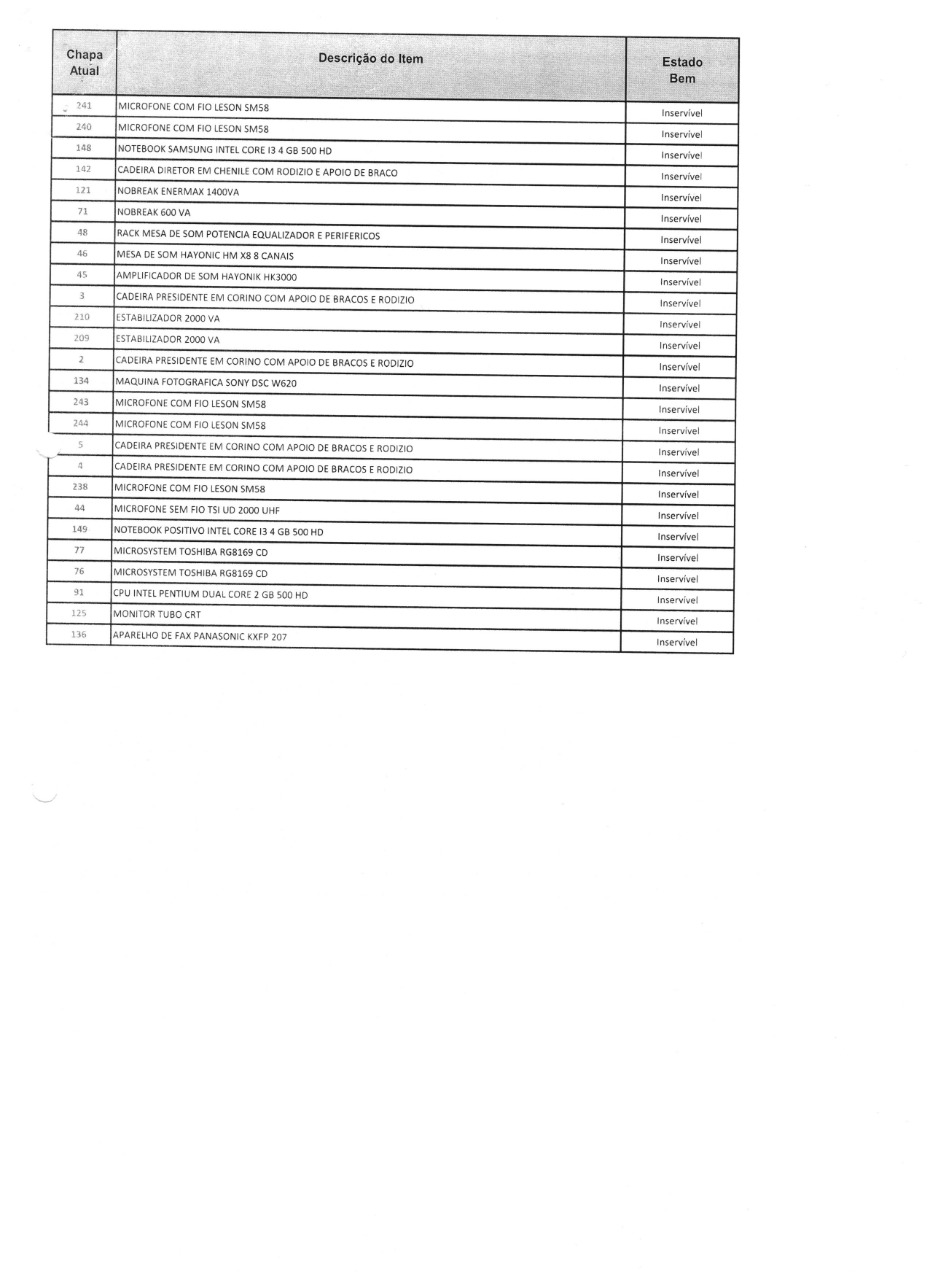 Chapa Atual Descrição do Item Estado Bem
241 MICROFONE COM FIO LESON SM58 Inservível
240 MICROFONE COM FIO LESON SM58 Inservível
148 NOTEBOOK SAMSUNG INTEL CORE I3 4 GB 500 HD Inservível
142 CADEIRA DIRETOR EM CHENILE COM RODIZIO E APOIO DE BRACO Inservível
121 NOBREAK ENERMAX 1400VA Inservível
71 NOBREAK 600 VA Inservível
48 RACK MESA DE SOM POTENCIA EQUALIZADOR E PERIFERICOS Inservível
46 MESA DE SOM HAYONIC HM X8 8 CANAIS Inservível
45 AMPLIFICADOR DE SOM HAYONIK HK3000 Inservível
3 CADEIRA PRESIDENTE EM CORINO COM APOIO DE BRACOS E RODIZIO Inservível
210 ESTABILIZADOR 2000 VA Inservível
209 ESTABILIZADOR 2000 VA Inservível
2 CADEIRA PRESIDENTE EM CORINO COM APOIO DE BRACOS E RODIZIO Inservível
134 MAQUINA FOTOGRAFICA SONY DSC W620 Inservível
243 MICROFONE COM FIO LESON SM58 Inservível
244 MICROFONE COM FIO LESON SM58 Inservível
5 CADEIRA PRESIDENTE EM CORINO COM APOIO DE BRACOS E RODIZIO Inservível
4 CADEIRA PRESIDENTE EM CORINO COM APOIO DE BRACOS E RODIZIO Inservível
238 MICROFONE COM FIO LESON SM58 Inservível
44 MICROFONE SEM FIO TSI UD 2000 UHF Inservível
149 NOTEBOOK POSITIVO INTEL CORE I3 4 GB 500 HD Inservível
77 MICROSYSTEM TOSHIBA RG8169 CD Inservível
76 MICROSYSTEM TOSHIBA RG8169 CD Inservível
91 CPU INTEL PENTIUM DUAL CORE 2 GB 500 HD Inservível
125 MONITOR TUBO CRT Inservível
136 APARELHO DE FAX PANASONIC KXFP 207 Inservível